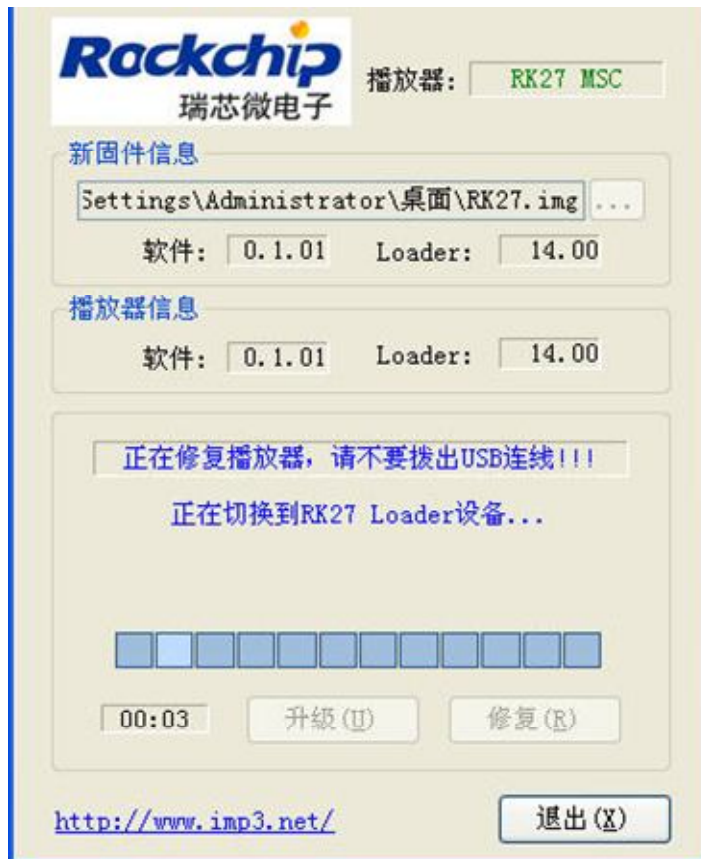 Rockchip
瑞芯微电子
播放器: RK27 MSC
新固件信息
Settings\Administrator\桌面\RK27.img ...
软件: 0.1.01 Loader: 14.00
播放器信息
软件: 0.1.01 Loader: 14.00
正在修复播放器，请不要拨出USB连线!!!
正在切换到RK27 Loader设备...
00:03 升级(U) 修复(R)
http://www.imp3.net/ 退出(X)